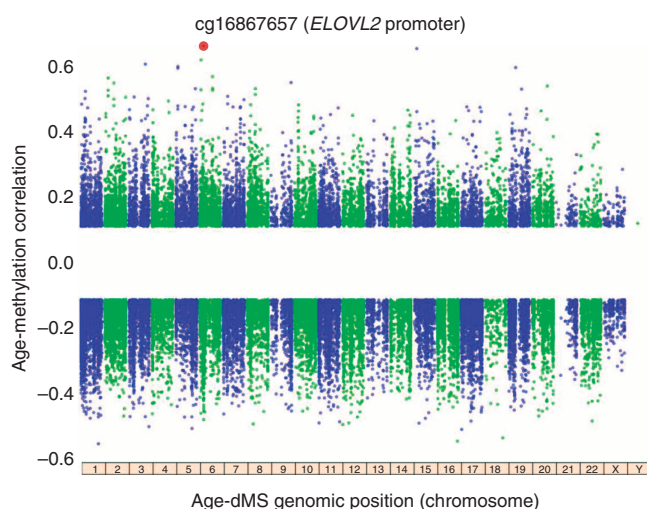 cg16867657 (ELOVL2 promoter)
0.6
0.4
0.2
0.0
–0.2
–0.4
–0.6
Age-methylation correlation
1 2 3 4 5 6 7 8 9 10 11 12 13 14 15 16 17 18 19 20 21 22 X Y
Age-dMS genomic position (chromosome)